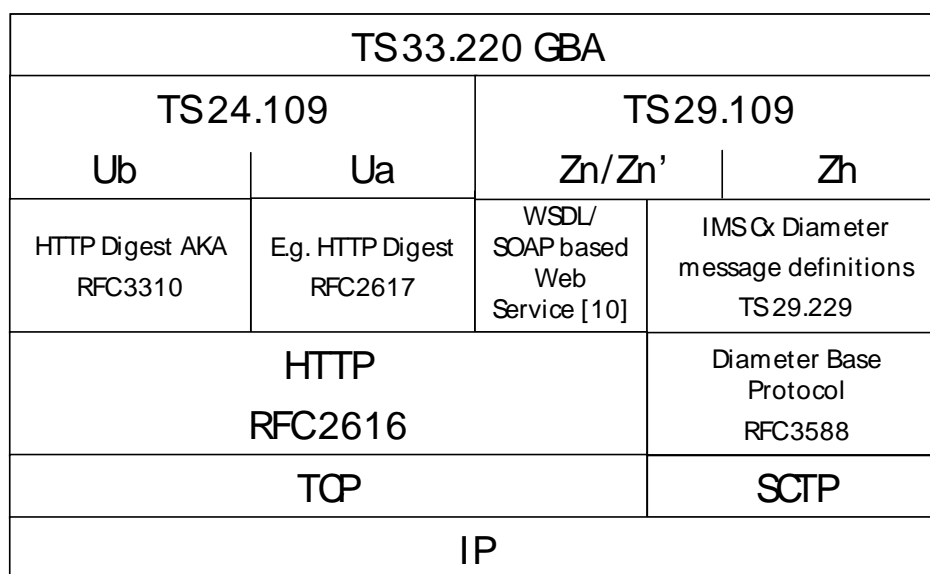 TS33.220 GBA
TS24.109
TS29.109
Ub
Ua
Zn/Zn’
Zh
HTTP Digest AKA
RFC3310
E.g. HTTP Digest
RFC2617
WSDL/
SOAP based
Web
Service [10]
IMS Cx Diameter
message definitions
TS29.229
HTTP
RFC2616
Diameter Base
Protocol
RFC3588
TCP
SCTP
IP